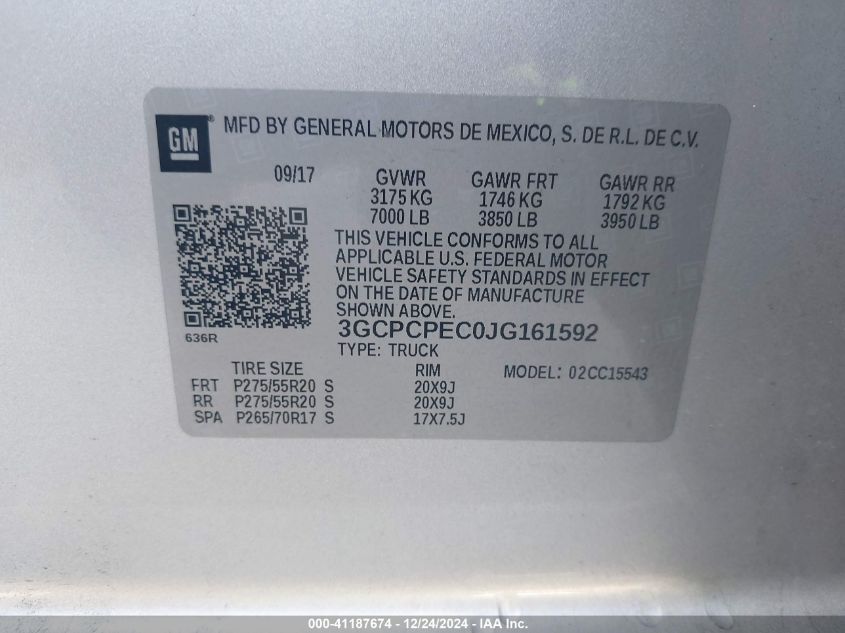 GM ® MFD BY GENERAL MOTORS DE MEXICO, S. DE R.L. DE C.V.
09/17 GVWR GAWR FRT GAWR RR
3175 KG 1746 KG 1792 KG
7000 LB 3850 LB 3950 LB
THIS VEHICLE CONFORMS TO ALL
APPLICABLE U.S. FEDERAL MOTOR
VEHICLE SAFETY STANDARDS IN EFFECT
ON THE DATE OF MANUFACTURE
SHOWN ABOVE.
636R 3GCPCPEC0JG161592
TYPE: TRUCK
TIRE SIZE RIM MODEL: 02CC15543
FRT P275/55R20 S 20X9J
RR P275/55R20 S 20X9J
SPA P265/70R17 S 17X7.5J
000-41187674 - 12/24/2024 - IAA Inc.